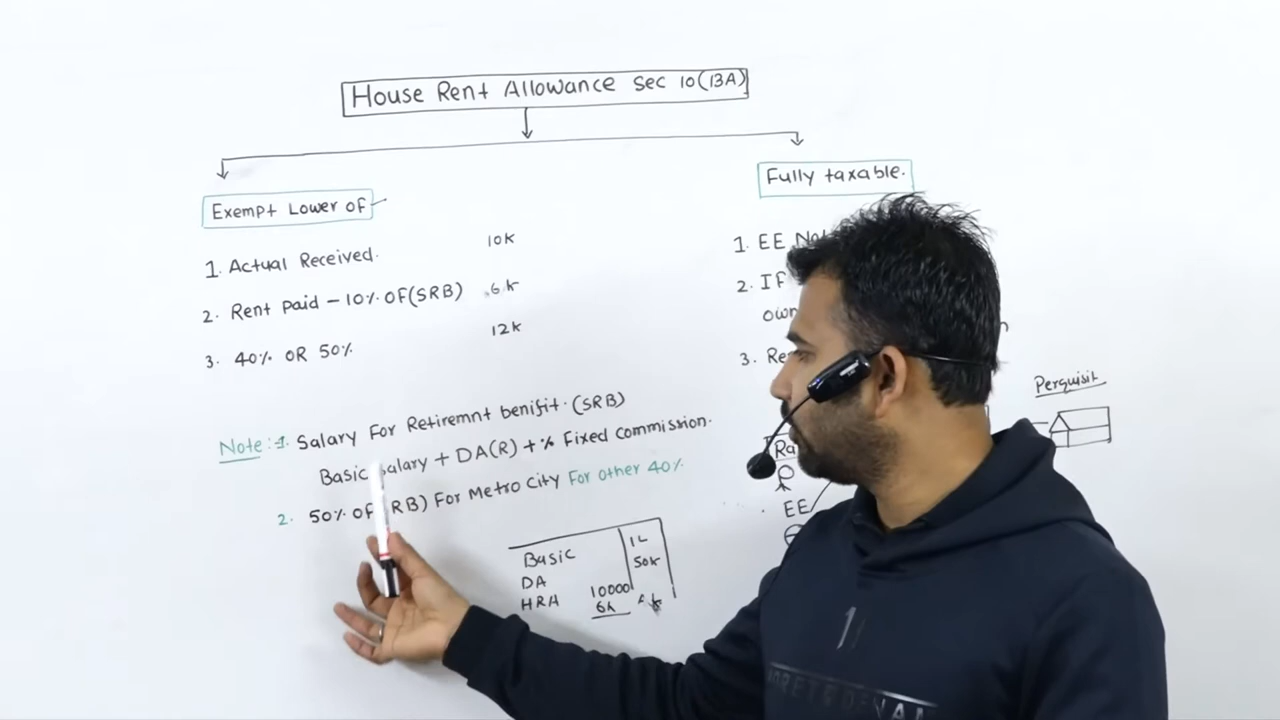 House Rent Allowance sec 10(13A)
Exempt Lower of
1. Actual Received. 10K
2. Rent paid - 10% OF(SRB) 6K
3. 40% OR 50% 12K
Note: 1. Salary For Retiremnt benifit. (SRB)
Basic Salary + DA(R) + % Fixed commission.
2. 50% OF RB) For Metro City For other 40%
Basic 1L
DA 50K
HRA 10000
6K
Fully taxable.
1. EE
2. IF
3.
Perquisit
EE